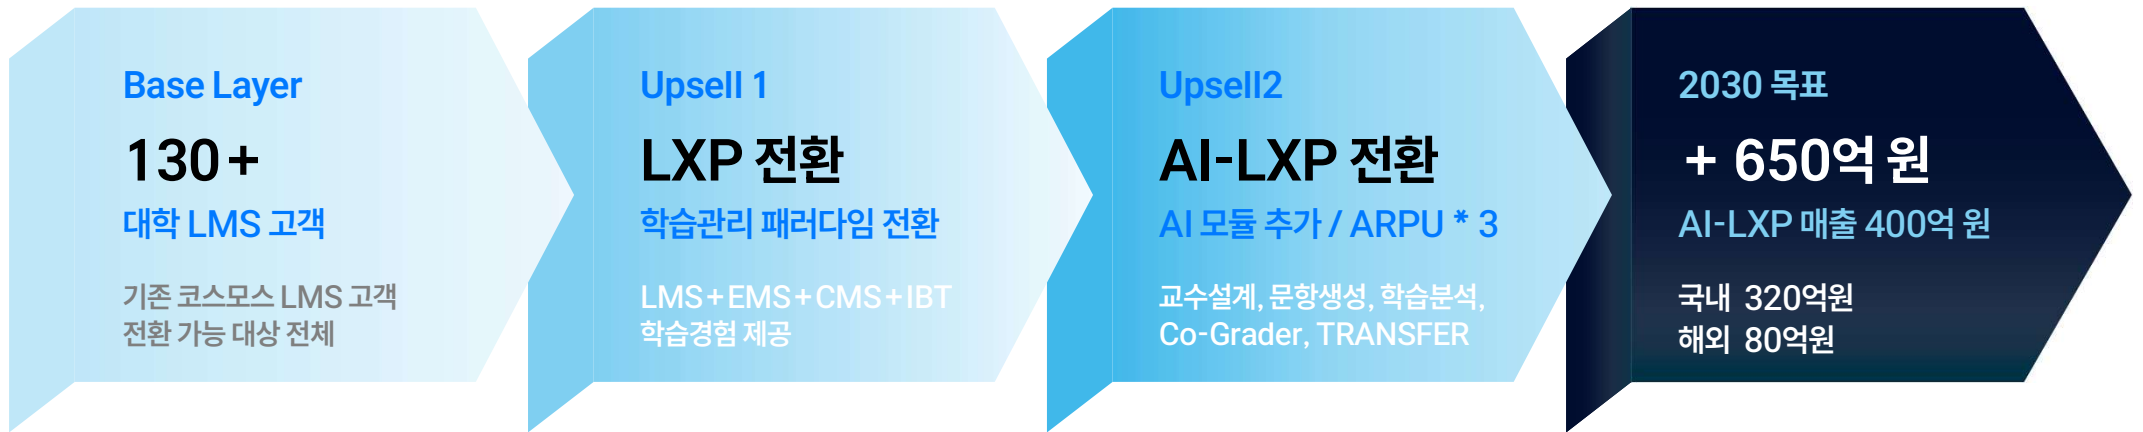 Base Layer
130+
대학 LMS 고객
기존 코스모스 LMS 고객
전환 가능 대상 전체
Upsell 1
LXP 전환
학습관리 패러다임 전환
LMS+EMS+CMS+IBT
학습경험 제공
Upsell2
AI-LXP 전환
AI 모듈 추가 / ARPU * 3
교수설계, 문항생성, 학습분석,
Co-Grader, TRANSFER
2030 목표
+ 650억 원
AI-LXP 매출 400억 원
국내 320억원
해외 80억원